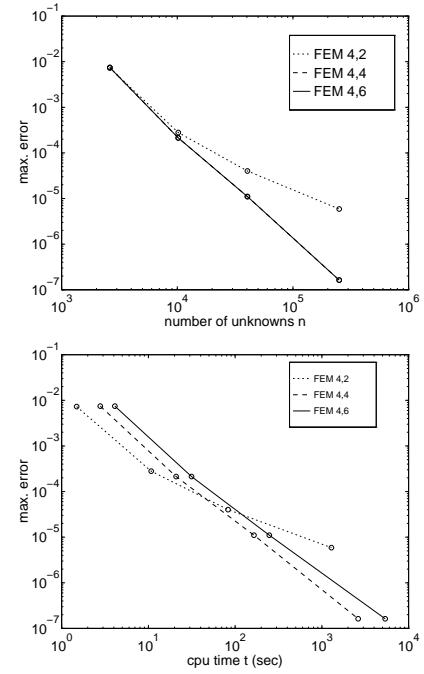 10^−1
10^−2
10^−3
10^−4
10^−5
10^−6
10^−7
max. error
FEM 4,2
FEM 4,4
FEM 4,6
10^3
10^4
10^5
10^6
number of unknowns n
10^−1
10^−2
10^−3
10^−4
10^−5
10^−6
10^−7
max. error
FEM 4,2
FEM 4,4
FEM 4,6
10^0
10^1
10^2
10^3
10^4
cpu time t (sec)